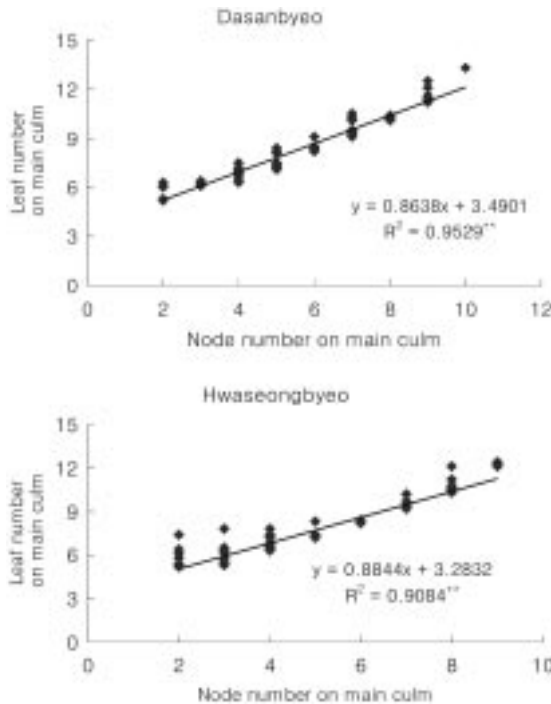 Dasanbyeo
15
12
9
6
3
0
Leaf number
on main culm
y = 0.8638x + 3.4901
R² = 0.9529**
0 2 4 6 8 10 12
Node number on main culm
Hwaseongbyeo
15
12
9
6
3
0
Leaf number
on main culm
y = 0.8844x + 3.2832
R² = 0.9084**
0 2 4 6 8 10
Node number on main culm